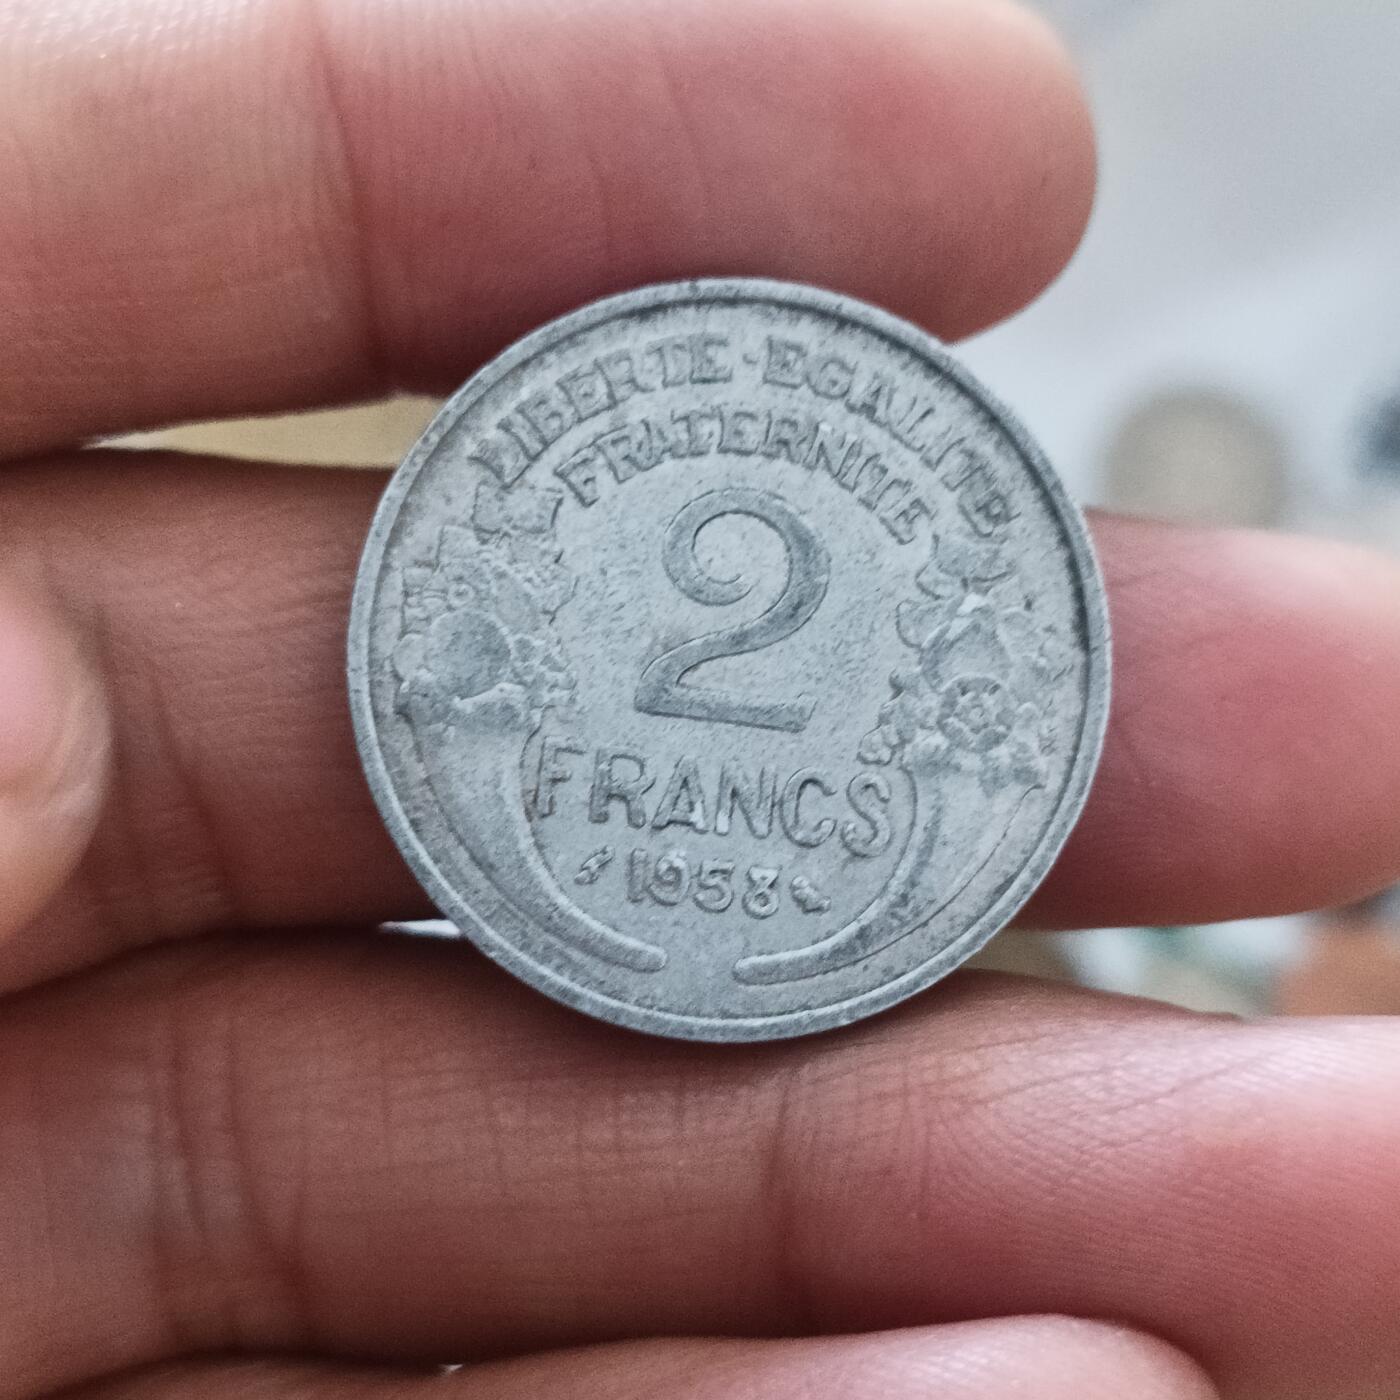 LIBERTE · EGALITE
FRATERNITE
2
FRANCS
1958